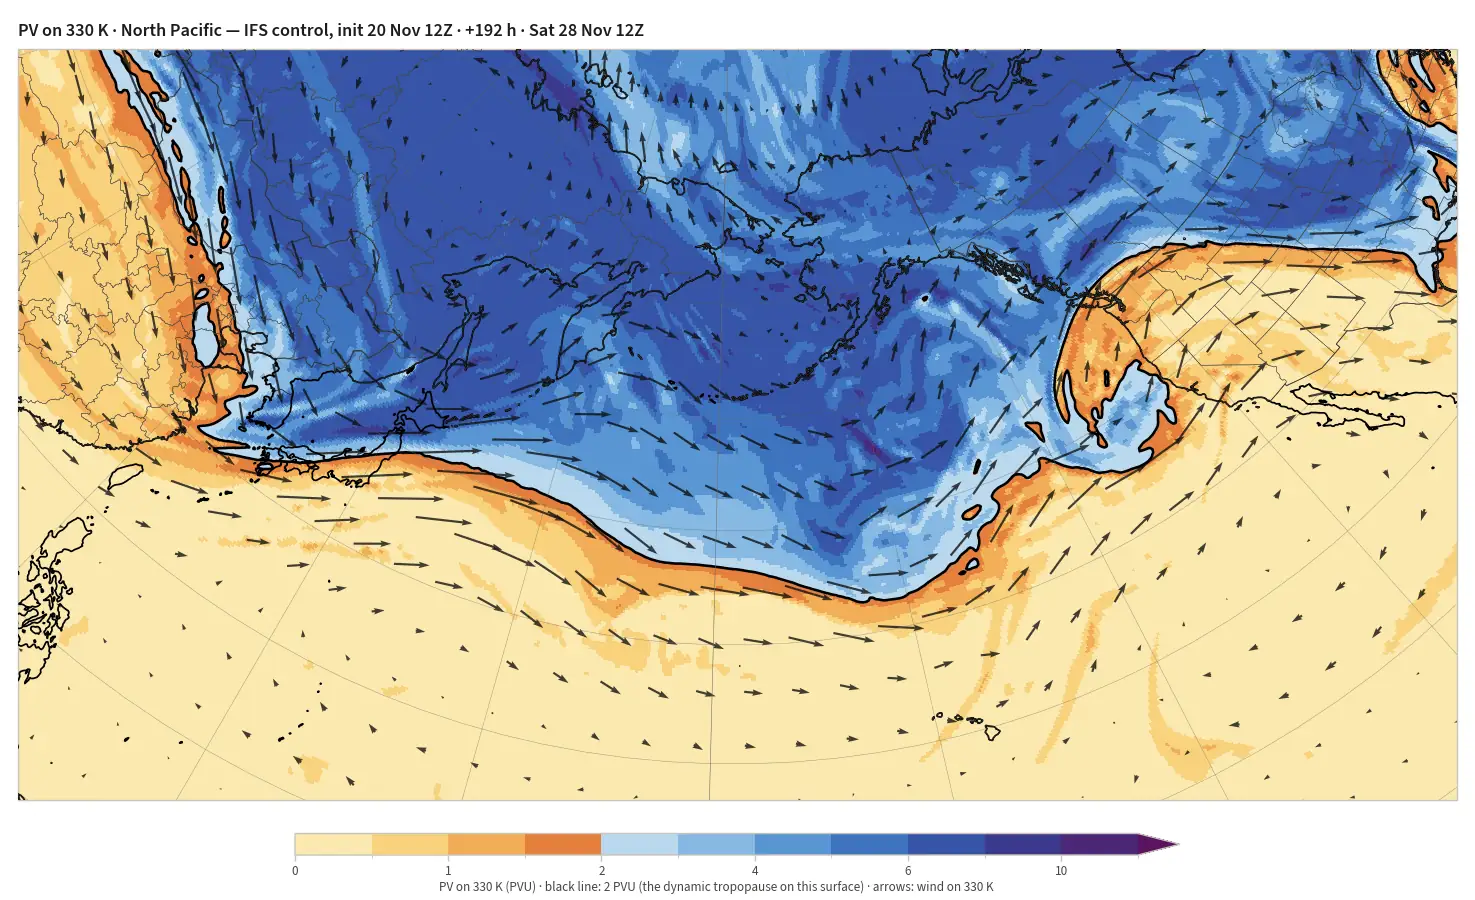 PV on 330 K · North Pacific — IFS control, init 20 Nov 12Z · +192 h · Sat 28 Nov 12Z
0 1 2 4 6 10
PV on 330 K (PVU) · black line: 2 PVU (the dynamic tropopause on this surface) · arrows: wind on 330 K